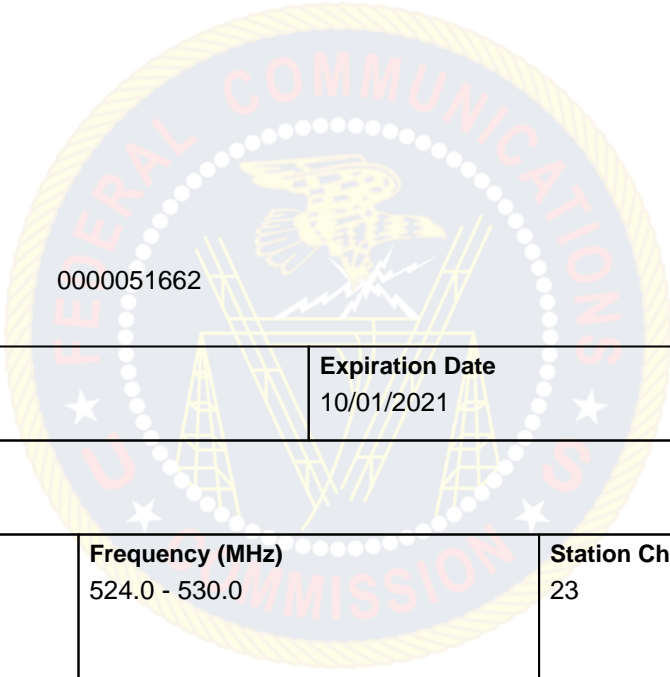 FEDERAL COMMUNICATIONS COMMISSION
U S
0000051662
Expiration Date
10/01/2021
Frequency (MHz)
524.0 - 530.0
Station Ch
23